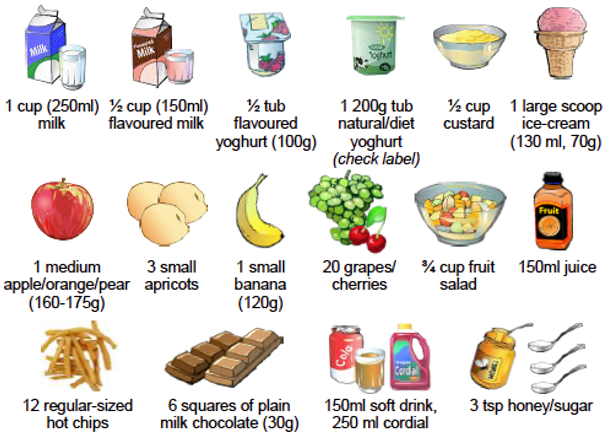 Milk
Flavoured
Milk
Yoghurt
1 cup (250ml)
milk
½ cup (150ml)
flavoured milk
½ tub
flavoured
yoghurt (100g)
1 200g tub
natural/diet
yoghurt
(check label)
½ cup
custard
1 large scoop
ice-cream
(130 ml, 70g)
Fruit
1 medium
apple/orange/pear
(160-175g)
3 small
apricots
1 small
banana
(120g)
20 grapes/
cherries
¾ cup fruit
salad
150ml juice
Cola
Cordial
HONEY
12 regular-sized
hot chips
6 squares of plain
milk chocolate (30g)
150ml soft drink,
250 ml cordial
3 tsp honey/sugar